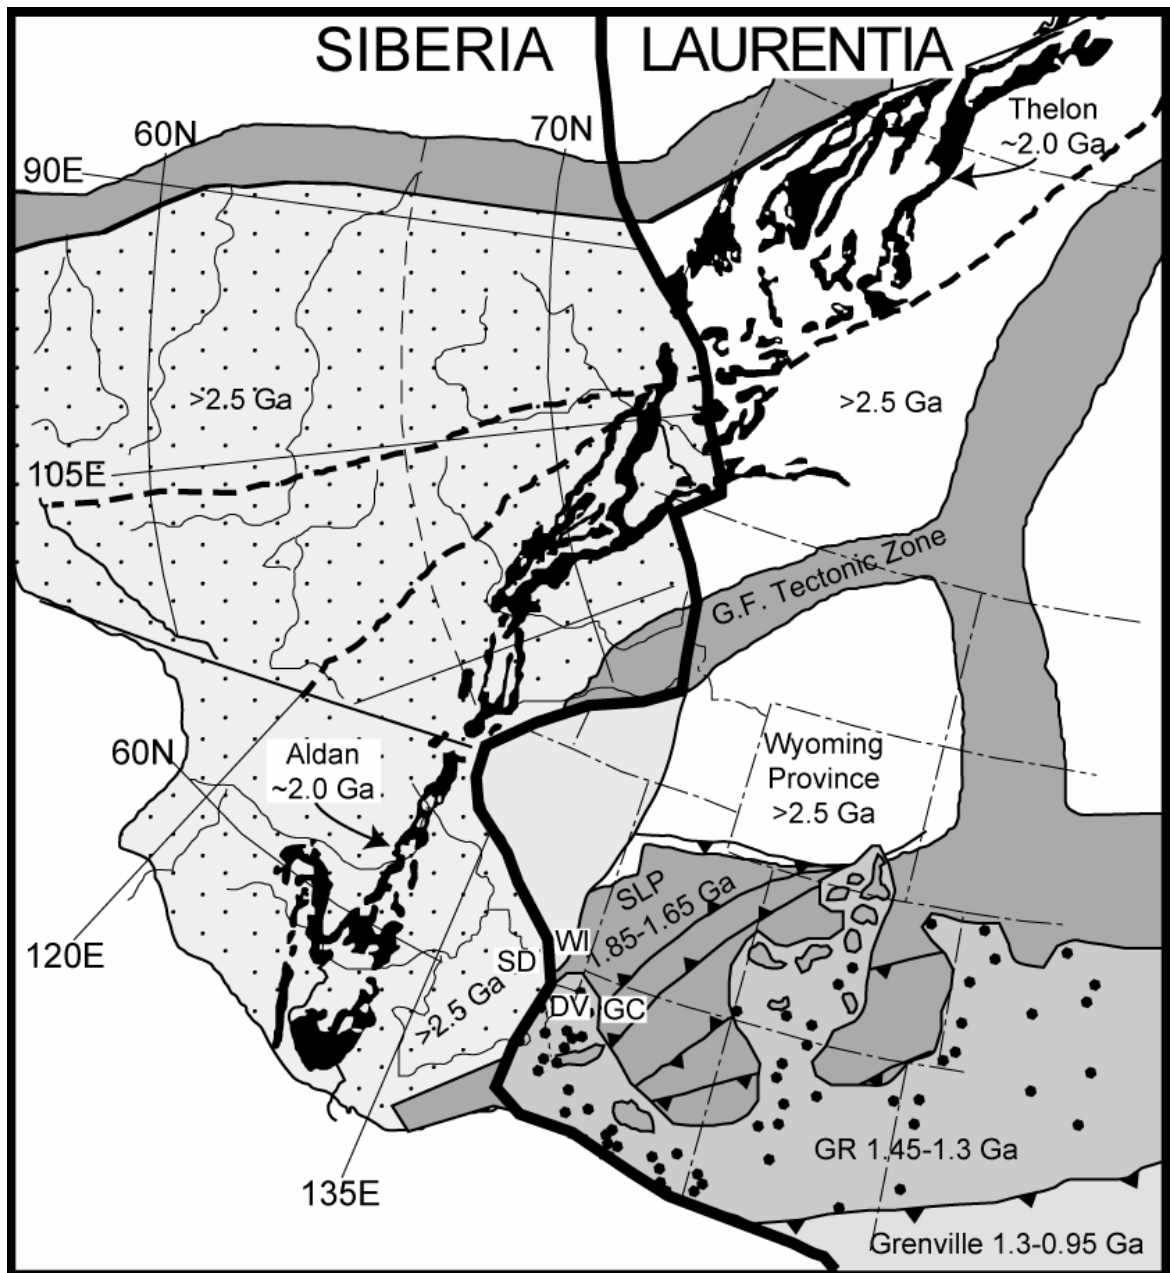 SIBERIA
LAURENTIA
Thelon
~2.0 Ga
60N
70N
90E
>2.5 Ga
>2.5 Ga
105E
G.F. Tectonic Zone
60N
Aldan
~2.0 Ga
Wyoming
Province
>2.5 Ga
SLP
1.85-1.65 Ga
120E
WI
SD
>2.5 Ga
DV
GC
GR 1.45-1.3 Ga
135E
Grenville 1.3-0.95 Ga